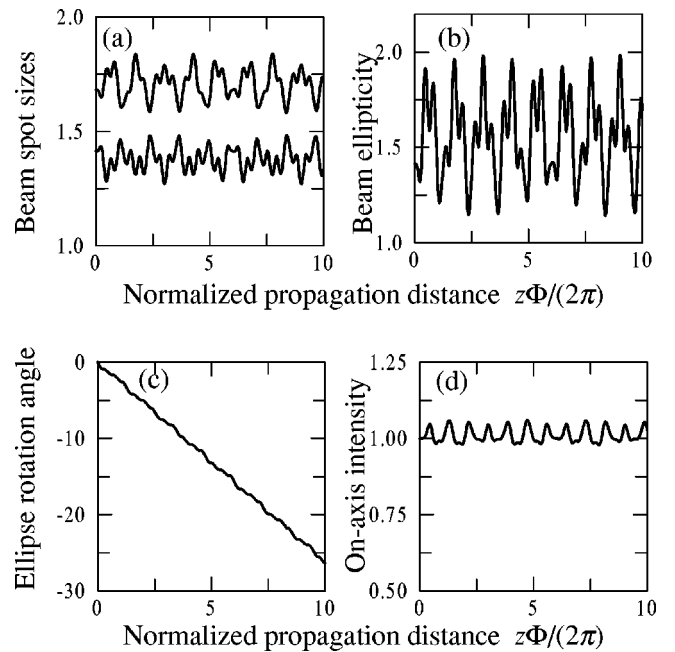 (a)
Beam spot sizes
2.0
1.5
1.0
0
5
10
(b)
Beam ellipticity
2.0
1.5
1.0
0
5
10
Normalized propagation distance zΦ/(2π)
(c)
Ellipse rotation angle
0
-10
-20
-30
0
5
10
(d)
On-axis intensity
1.25
1.00
0.75
0.50
0
5
10
Normalized propagation distance zΦ/(2π)